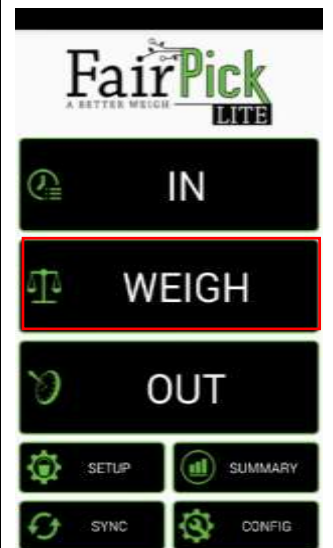 FairPick
A BETTER WEIGH
LITE
IN
WEIGH
OUT
SETUP
SUMMARY
SYNC
CONFIG